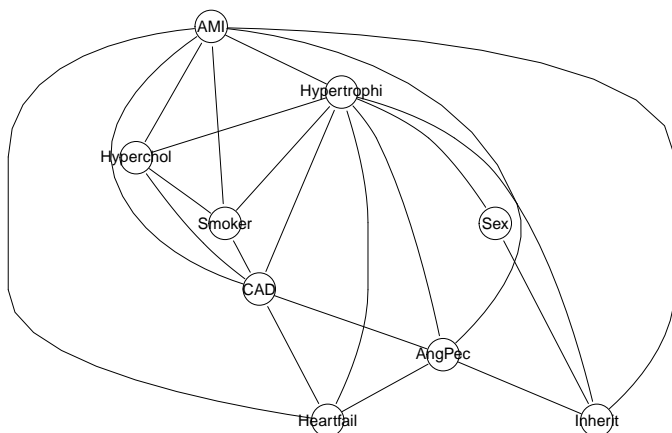 AMI
Hypertrophi
Hyperchol
Smoker
Sex
CAD
AngPec
Heartfail
Inherit